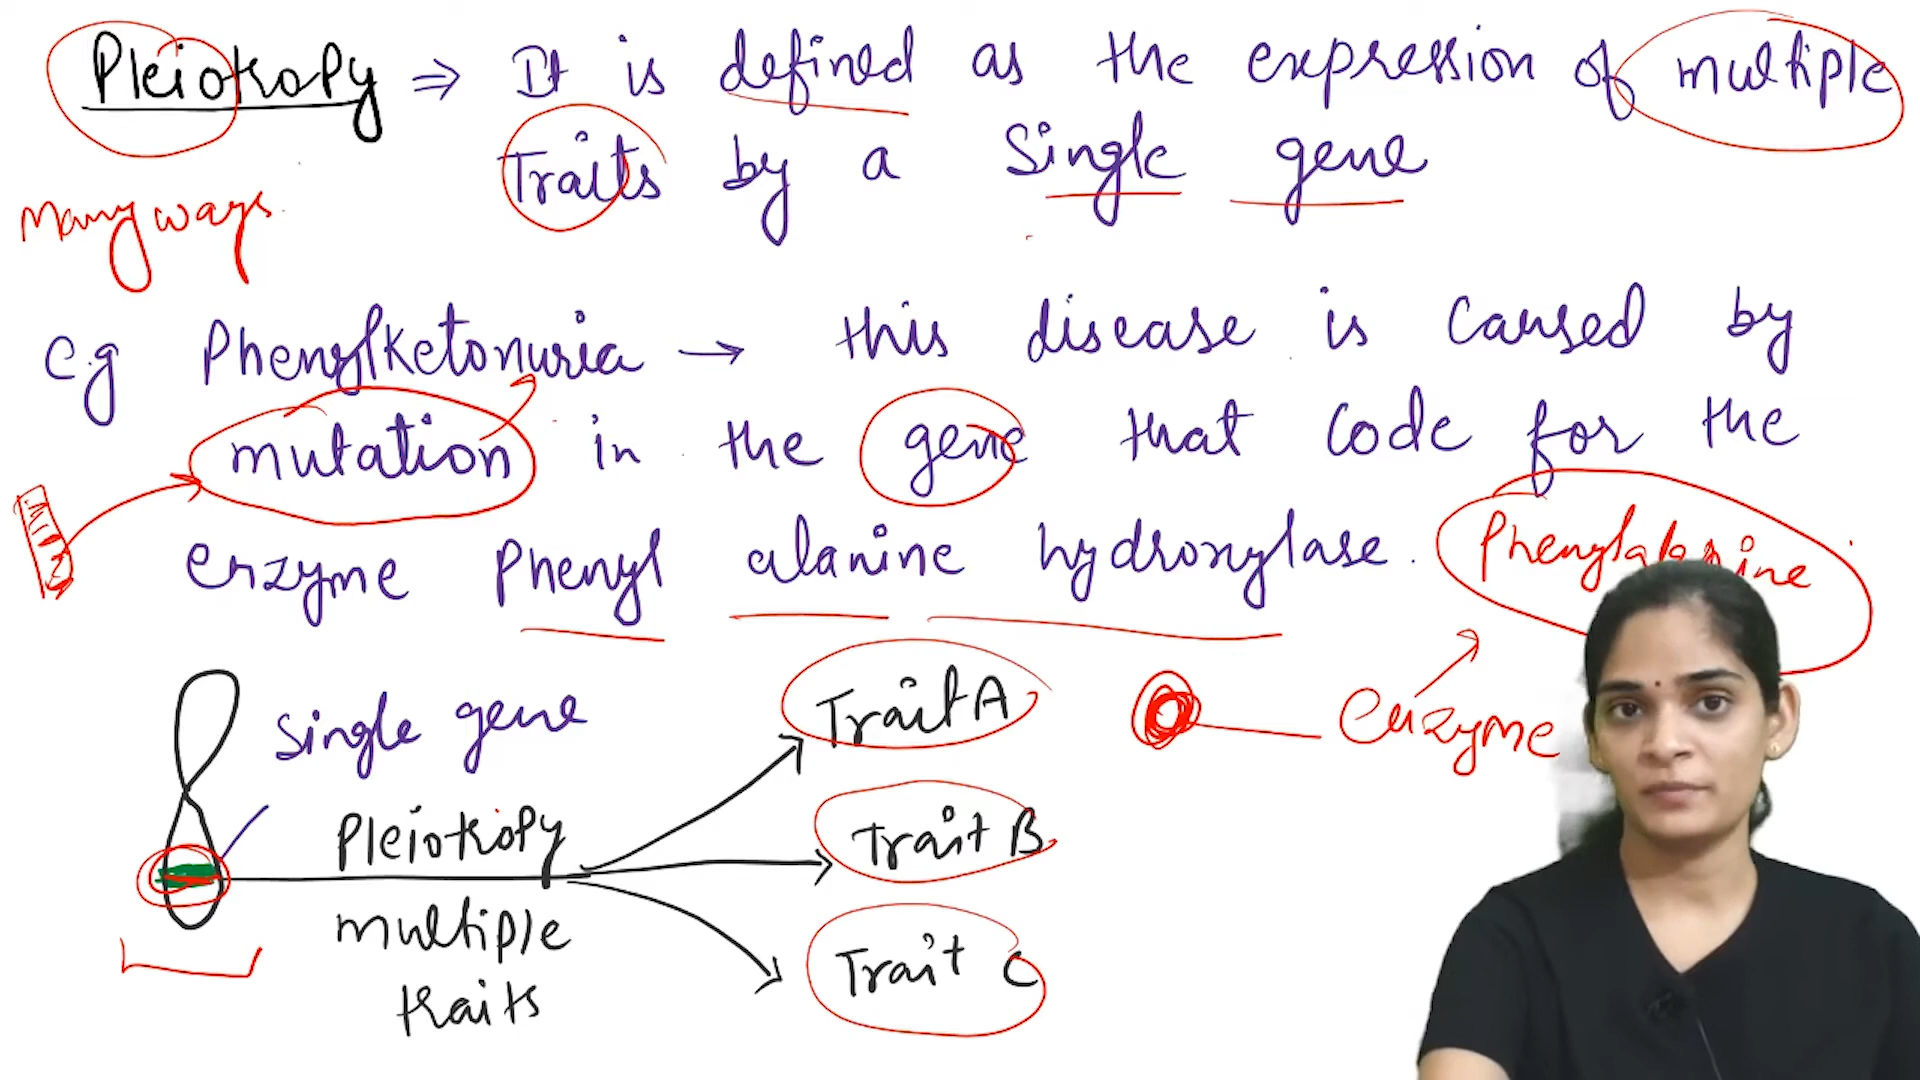 Pleiotropy ⇒ It is defined as the expression of multiple
Traits by a Single gene
Many ways.
e.g Phenylketonuria → this disease is caused by
mutation in the gene that code for the
enzyme Phenyl alanine hydroxylase.
Phenylalanine
enzyme
Single gene
Pleiotropy
multiple
traits
Trait A
Trait B
Trait C